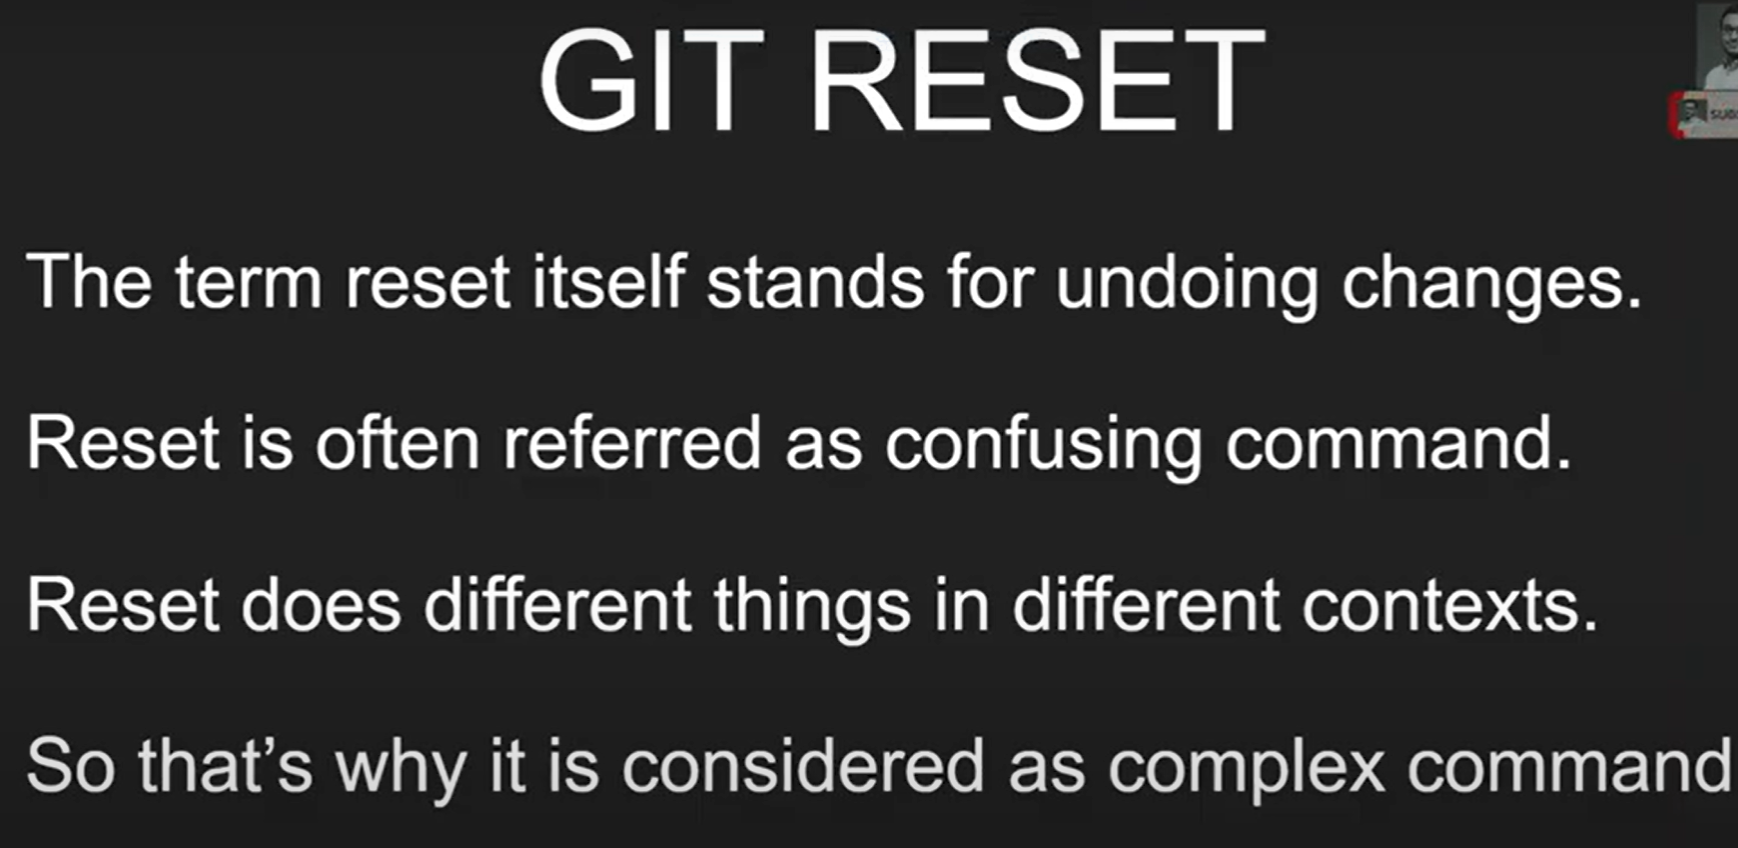 GIT RESET
The term reset itself stands for undoing changes.
Reset is often referred as confusing command.
Reset does different things in different contexts.
So that’s why it is considered as complex command